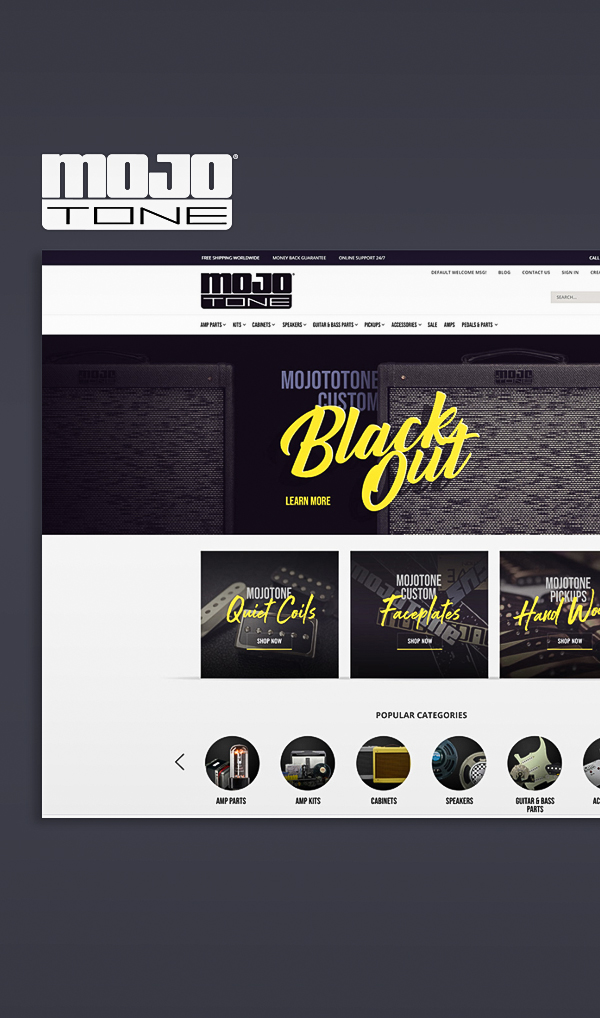 MOJO
TONE
FREE SHIPPING WORLDWIDE MONEY BACK GUARANTEE ONLINE SUPPORT 24/7 CALL
MOJO
TONE
DEFAULT WELCOME MSG! BLOG CONTACT US SIGN IN CREA
SEARCH...
AMP PARTS KITS CABINETS SPEAKERS GUITAR & BASS PARTS PICKUPS ACCESSORIES SALE AMPS PEDALS & PARTS
MOJOTOTONE
CUSTOM
Black
Out
LEARN MORE
MOJOTONE
Quiet Coils
SHOP NOW
MOJOTONE
CUSTOM
Faceplates
SHOP NOW
MOJOTONE
PICKUPS
Hand Wo
SHOP NOW
POPULAR CATEGORIES
AMP PARTS
AMP KITS
CABINETS
SPEAKERS
GUITAR & BASS
PARTS
AC